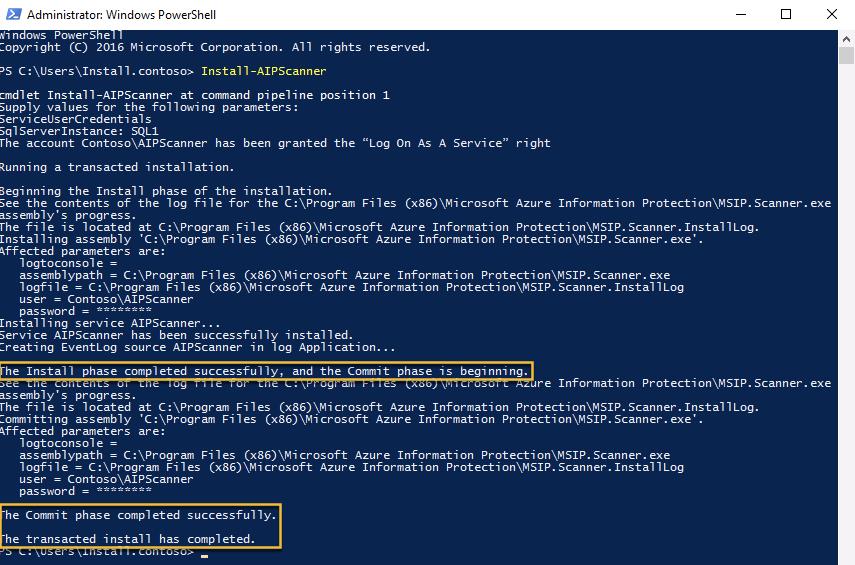 Administrator: Windows PowerShell
Windows PowerShell
Copyright (C) 2016 Microsoft Corporation. All rights reserved.
PS C:\Users\Install.contoso> Install-AIPScanner
cmdlet Install-AIPScanner at command pipeline position 1
Supply values for the following parameters:
ServiceUserCredentials
SqlServerInstance: SQL1
The account Contoso\AIPScanner has been granted the “Log On As A Service” right
Running a transacted installation.
Beginning the Install phase of the installation.
See the contents of the log file for the C:\Program Files (x86)\Microsoft Azure Information Protection\MSIP.Scanner.exe
assembly's progress.
The file is located at C:\Program Files (x86)\Microsoft Azure Information Protection\MSIP.Scanner.InstallLog.
Installing assembly 'C:\Program Files (x86)\Microsoft Azure Information Protection\MSIP.Scanner.exe'.
Affected parameters are:
logtoconsole =
assemblypath = C:\Program Files (x86)\Microsoft Azure Information Protection\MSIP.Scanner.exe
logfile = C:\Program Files (x86)\Microsoft Azure Information Protection\MSIP.Scanner.InstallLog
user = Contoso\AIPScanner
password = ********
Installing service AIPScanner...
Service AIPScanner has been successfully installed.
Creating EventLog source AIPScanner in log Application...
The Install phase completed successfully, and the Commit phase is beginning.
See the contents of the log file for the C:\Program Files (x86)\Microsoft Azure Information Protection\MSIP.Scanner.exe
assembly's progress.
The file is located at C:\Program Files (x86)\Microsoft Azure Information Protection\MSIP.Scanner.InstallLog.
Committing assembly 'C:\Program Files (x86)\Microsoft Azure Information Protection\MSIP.Scanner.exe'.
Affected parameters are:
logtoconsole =
assemblypath = C:\Program Files (x86)\Microsoft Azure Information Protection\MSIP.Scanner.exe
logfile = C:\Program Files (x86)\Microsoft Azure Information Protection\MSIP.Scanner.InstallLog
user = Contoso\AIPScanner
password = ********
The Commit phase completed successfully.
The transacted install has completed.
PS C:\Users\Install.contoso>